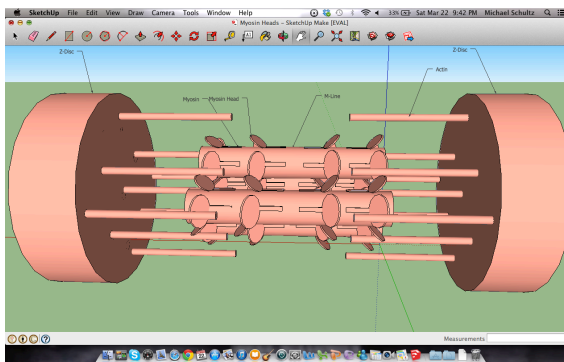 SketchUp File Edit View Draw Camera Tools Window Help 33% Sat Mar 22 9:42 PM Michael Schultz
Myosin Heads – SketchUp Make [EVAL]
Z-Disc
Z-Disc
Actin
Myosin
Myosin Head
M-Line
Measurements